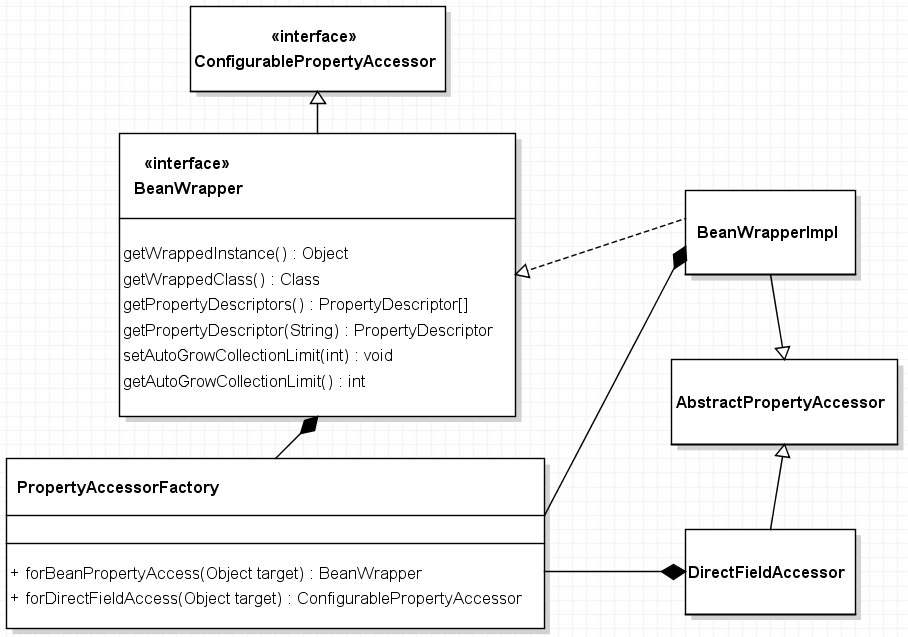 «interface»
ConfigurablePropertyAccessor
«interface»
BeanWrapper
getWrappedInstance() : Object
getWrappedClass() : Class
getPropertyDescriptors() : PropertyDescriptor[]
getPropertyDescriptor(String) : PropertyDescriptor
setAutoGrowCollectionLimit(int) : void
getAutoGrowCollectionLimit() : int
BeanWrapperImpl
AbstractPropertyAccessor
PropertyAccessorFactory
+ forBeanPropertyAccess(Object target) : BeanWrapper
+ forDirectFieldAccess(Object target) : ConfigurablePropertyAccessor
DirectFieldAccessor